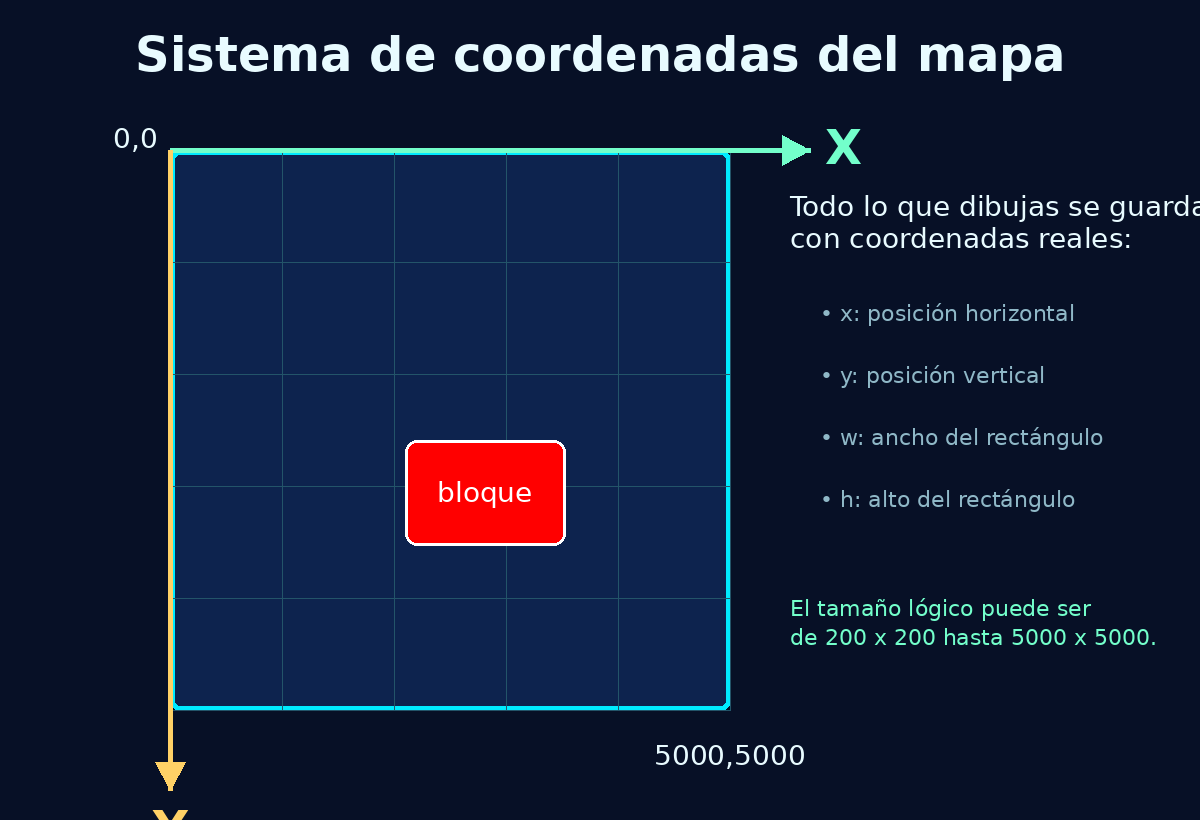 Sistema de coordenadas del mapa
0,0
X
Todo lo que dibujas se guarda
con coordenadas reales:
• x: posición horizontal
• y: posición vertical
• w: ancho del rectángulo
• h: alto del rectángulo
bloque
El tamaño lógico puede ser
de 200 x 200 hasta 5000 x 5000.
5000,5000